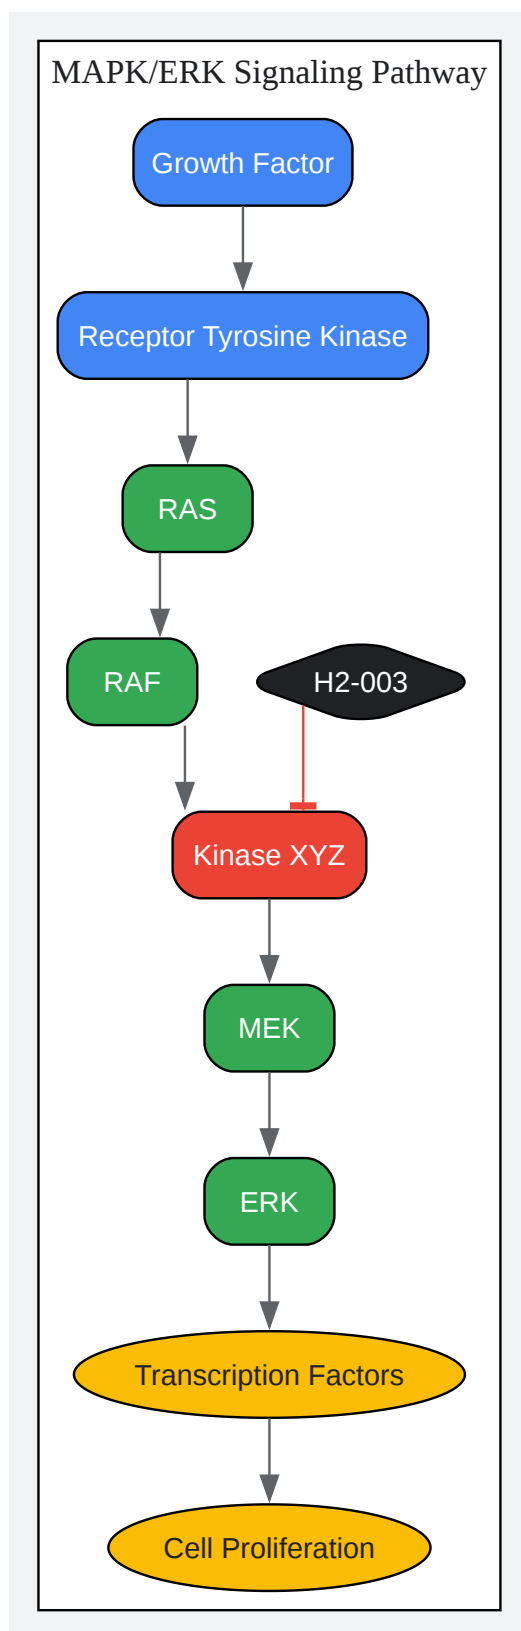 MAPK/ERK Signaling Pathway
Growth Factor
Receptor Tyrosine Kinase
RAS
RAF
H2-003
Kinase XYZ
MEK
ERK
Transcription Factors
Cell Proliferation